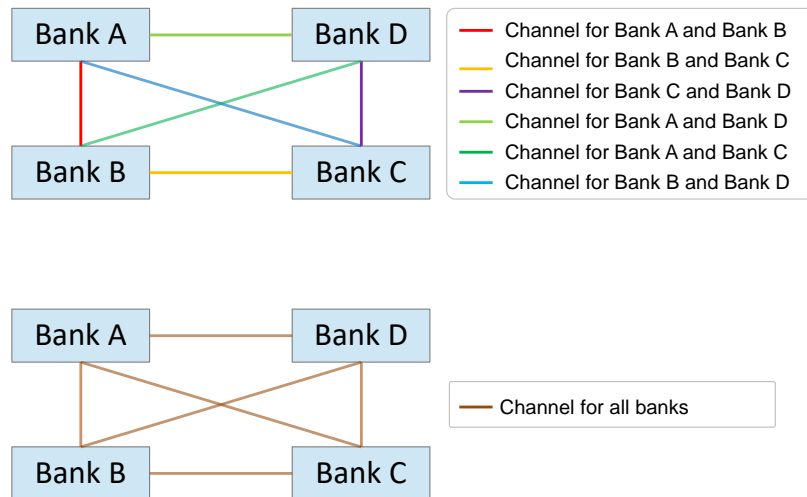 Bank A
Bank D
Bank B
Bank C
Channel for Bank A and Bank B
Channel for Bank B and Bank C
Channel for Bank C and Bank D
Channel for Bank A and Bank D
Channel for Bank A and Bank C
Channel for Bank B and Bank D
Bank A
Bank D
Bank B
Bank C
Channel for all banks